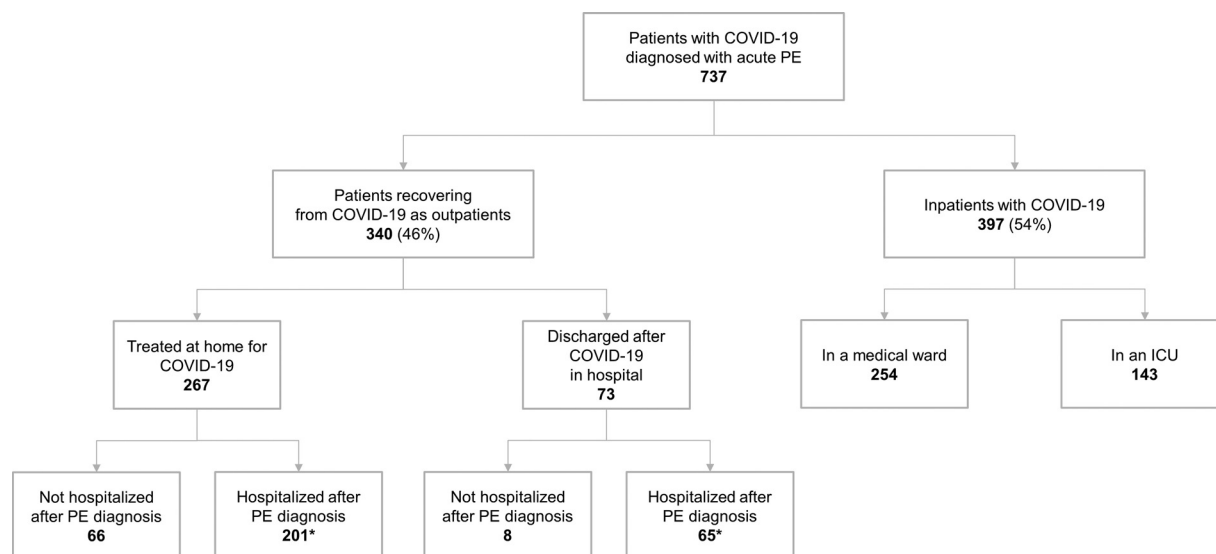 Patients with COVID-19
diagnosed with acute PE
737
Patients recovering
from COVID-19 as outpatients
340 (46%)
Inpatients with COVID-19
397 (54%)
Treated at home for
COVID-19
267
Discharged after
COVID-19
in hospital
73
In a medical ward
254
In an ICU
143
Not hospitalized
after PE diagnosis
66
Hospitalized after
PE diagnosis
201*
Not hospitalized
after PE diagnosis
8
Hospitalized after
PE diagnosis
65*